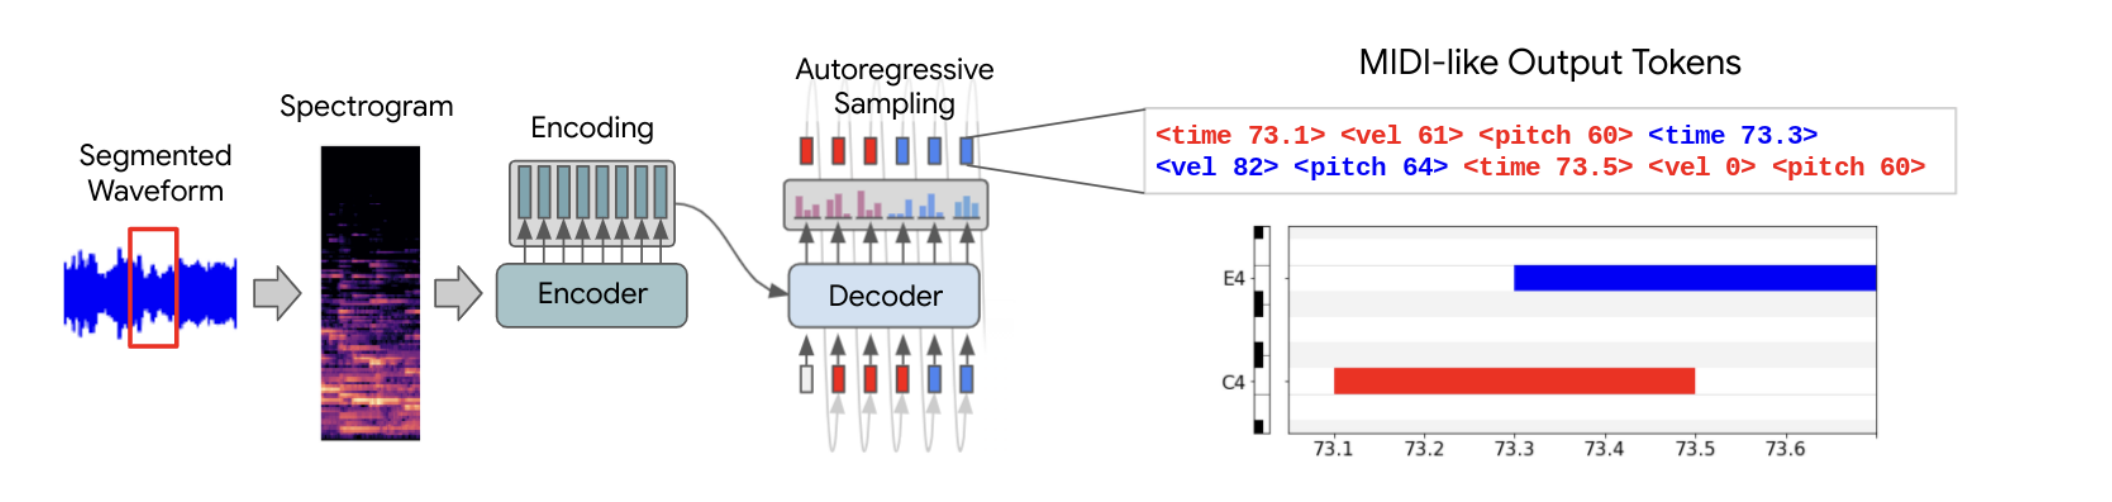 Segmented
Waveform
Spectrogram
Encoding
Encoder
Autoregressive
Sampling
Decoder
MIDI-like Output Tokens
<time 73.1> <vel 61> <pitch 60> <time 73.3>
<vel 82> <pitch 64> <time 73.5> <vel 0> <pitch 60>
E4
C4
73.1 73.2 73.3 73.4 73.5 73.6